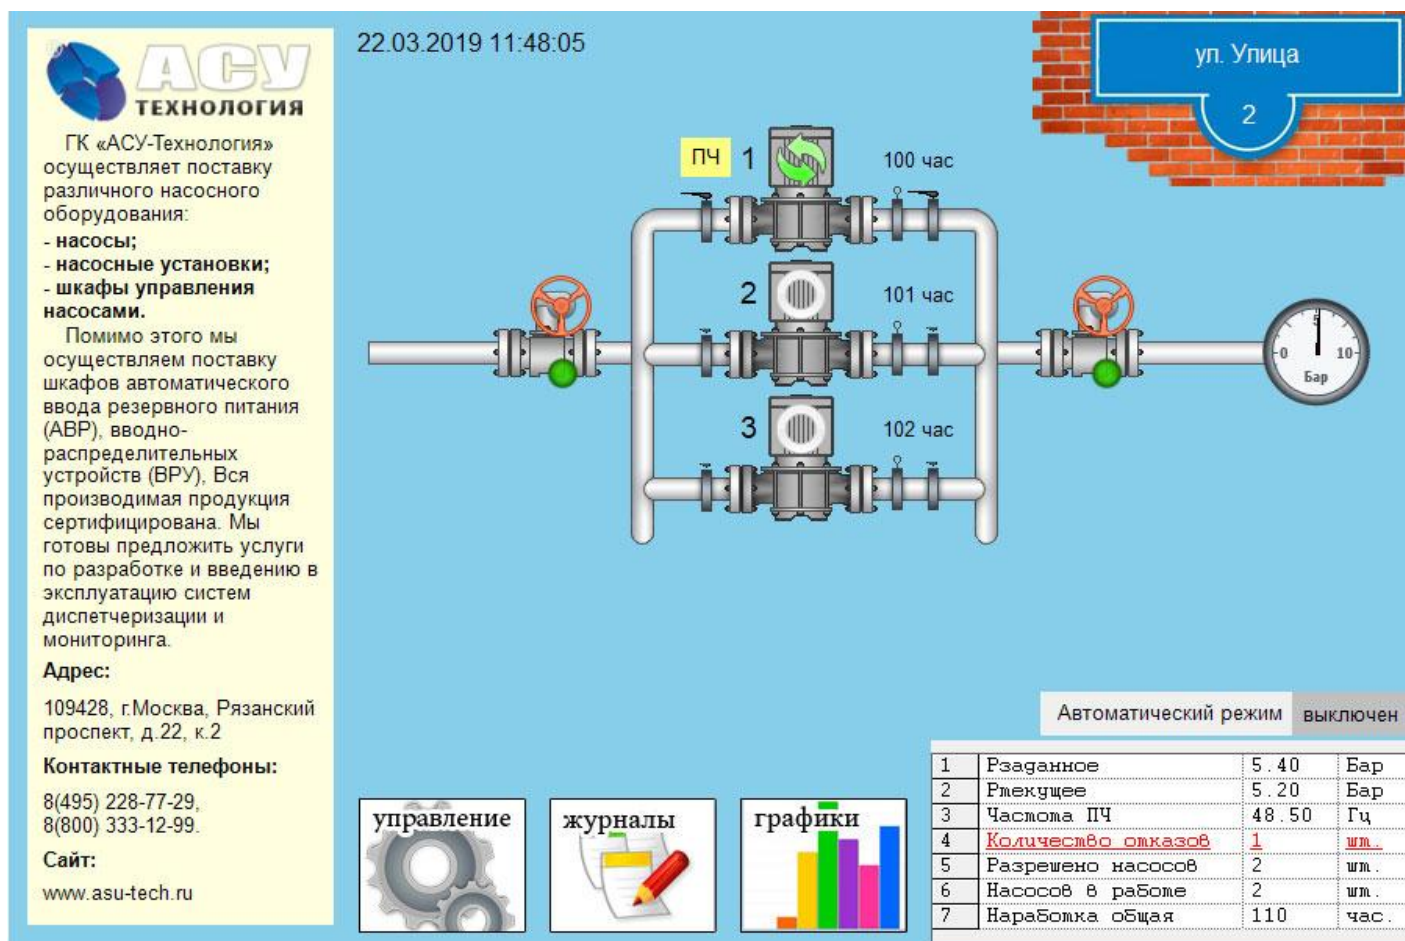 АСУ
ТЕХНОЛОГИЯ
ГК «АСУ-Технология»
осуществляет поставку
различного насосного
оборудования:
- насосы;
- насосные установки;
- шкафы управления
насосами.
Помимо этого мы
осуществляем поставку
шкафов автоматического
ввода резервного питания
(АВР), вводно-
распределительных
устройств (ВРУ), Вся
производимая продукция
сертифицирована. Мы
готовы предложить услуги
по разработке и введению в
эксплуатацию систем
диспетчеризации и
мониторинга.
Адрес:
109428, г.Москва, Рязанский
проспект, д.22, к.2
Контактные телефоны:
8(495) 228-77-29,
8(800) 333-12-99.
Сайт:
www.asu-tech.ru
22.03.2019 11:48:05
ул. Улица
2
ПЧ 1 100 час
2 101 час
3 102 час
5
0 10
Бар
Автоматический режим выключен
1 Рзаданное 5.40 Бар
2 Ртекущее 5.20 Бар
3 Частота ПЧ 48.50 Гц
4 Количество отказов 1 шт.
5 Разрешено насосов 2 шт.
6 Насосов в работе 2 шт.
7 Наработка общая 110 час.
управление
журналы
графики